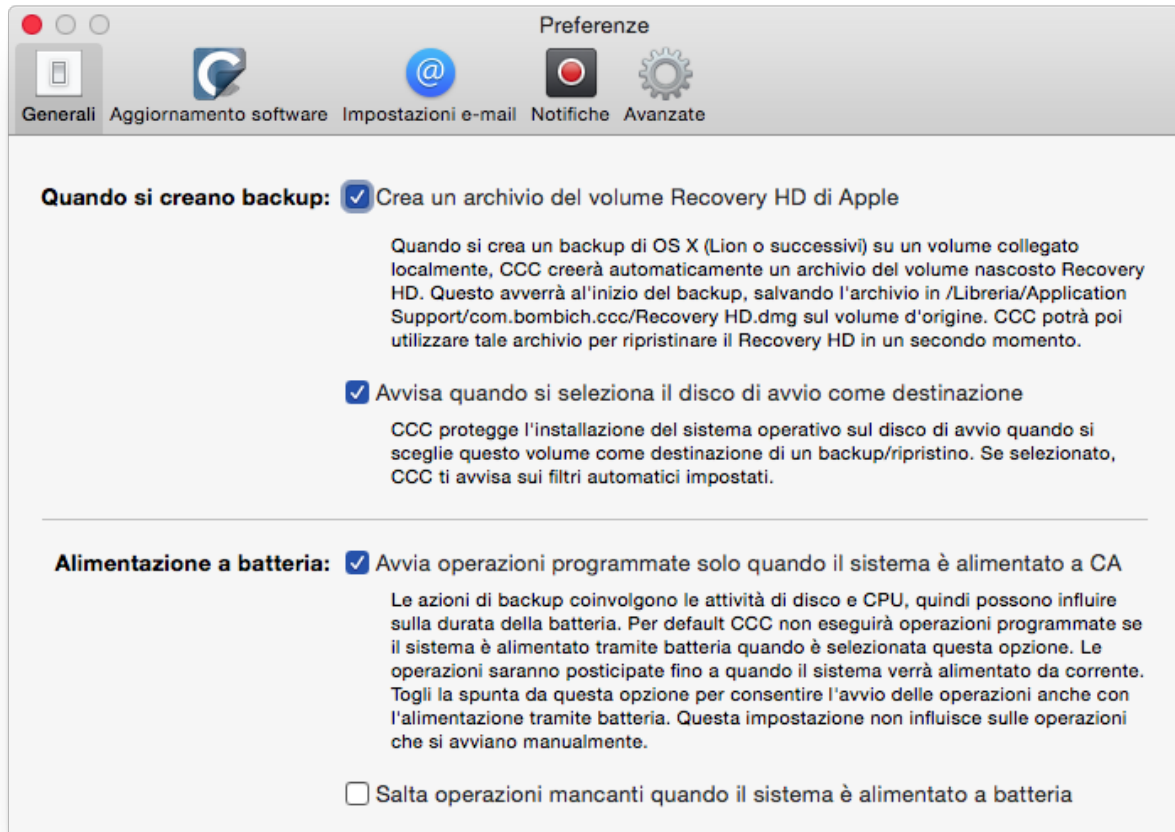 Preferenze
Generali Aggiornamento software Impostazioni e-mail Notifiche Avanzate
Quando si creano backup: Crea un archivio del volume Recovery HD di Apple
Quando si crea un backup di OS X (Lion o successivi) su un volume collegato
localmente, CCC creerà automaticamente un archivio del volume nascosto Recovery
HD. Questo avverrà al'inizio del backup, salvando l'archivio in /Libreria/Application
Support/com.bombich.ccc/Recovery HD.dmg sul volume d'origine. CCC potrà poi
utilizzare tale archivio per ripristinare il Recovery HD in un secondo momento.
Avvisa quando si seleziona il disco di avvio come destinazione
CCC protegge l'installazione del sistema operativo sul disco di avvio quando si
sceglie questo volume come destinazione di un backup/ripristino. Se selezionato,
CCC ti avvisa sui filtri automatici impostati.
Alimentazione a batteria: Avvia operazioni programmate solo quando il sistema è alimentato a CA
Le azioni di backup coinvolgono le attività di disco e CPU, quindi possono influire
sulla durata della batteria. Per default CCC non eseguirà operazioni programmate se
il sistema è alimentato tramite batteria quando è selezionata questa opzione. Le
operazioni saranno posticipate fino a quando il sistema verrà alimentato da corrente.
Togli la spunta da questa opzione per consentire l'avvio delle operazioni anche con
l'alimentazione tramite batteria. Questa impostazione non influisce sulle operazioni
che si avviano manualmente.
Salta operazioni mancanti quando il sistema è alimentato a batteria